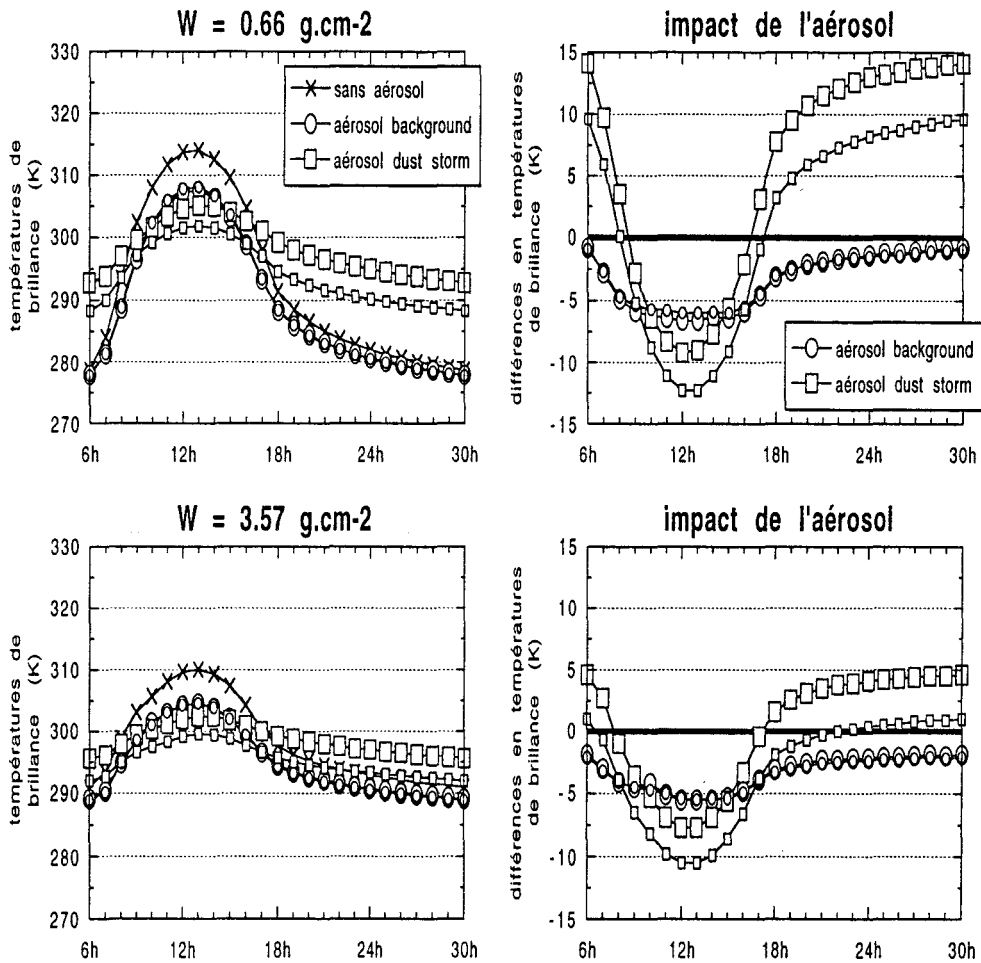 W = 0.66 g.cm-2
températures de
brillance (K)
330
320
310
300
290
280
270
6h
12h
18h
24h
30h
sans aérosol
aérosol background
aérosol dust storm
impact de l'aérosol
différences en températures
de brillance (K)
15
10
5
0
-5
-10
-15
6h
12h
18h
24h
30h
aérosol background
aérosol dust storm
W = 3.57 g.cm-2
températures de
brillance (K)
330
320
310
300
290
280
270
6h
12h
18h
24h
30h
impact de l'aérosol
différences en températures
de brillance (K)
15
10
5
0
-5
-10
-15
6h
12h
18h
24h
30h